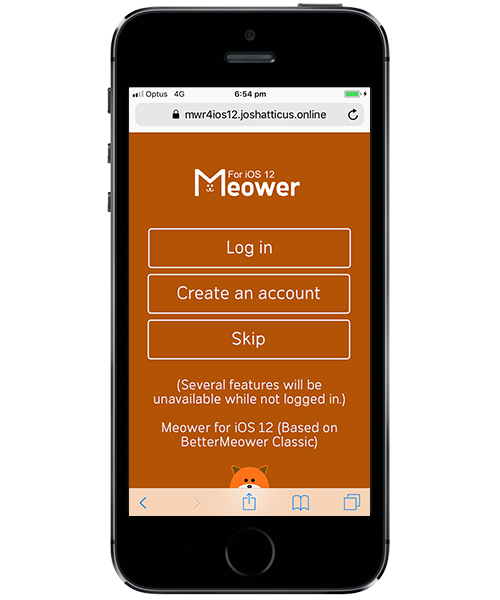 Optus 4G 6:54 pm
mwr4ios12.joshatticus.online
For iOS 12
Meower
Log in
Create an account
Skip
(Several features will be
unavailable while not logged in.)
Meower for iOS 12 (Based on
BetterMeower Classic)